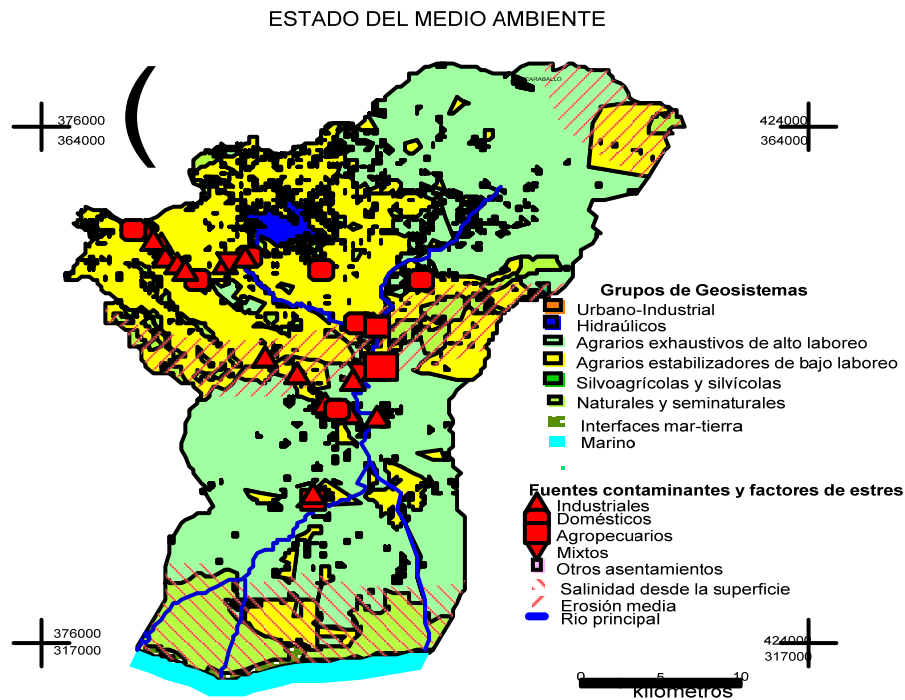 ESTADO DEL MEDIO AMBIENTE
CARABALLO
376000
364000
424000
364000
Grupos de Geosistemas
Urbano-Industrial
Hidraúlicos
Agrarios exhaustivos de alto laboreo
Agrarios estabilizadores de bajo laboreo
Silvoagrícolas y silvícolas
Naturales y seminaturales
Interfaces mar-tierra
Marino
Fuentes contaminantes y factores de estres
Industriales
Domésticos
Agropecuarios
Mixtos
Otros asentamientos
Salinidad desde la superficie
Erosión media
Rio principal
376000
317000
424000
317000
0 5 10
kilómetros